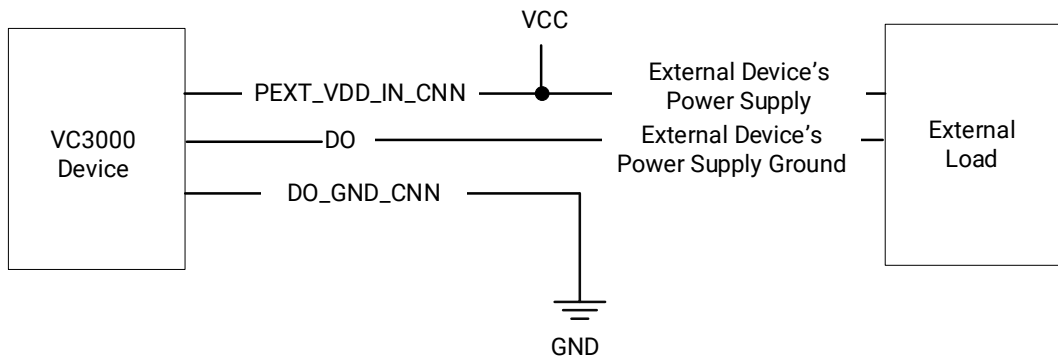 VCC
PEXT_VDD_IN_CNN
External Device’s
Power Supply
VC3000
Device
DO
External Device’s
Power Supply Ground
External
Load
DO_GND_CNN
GND